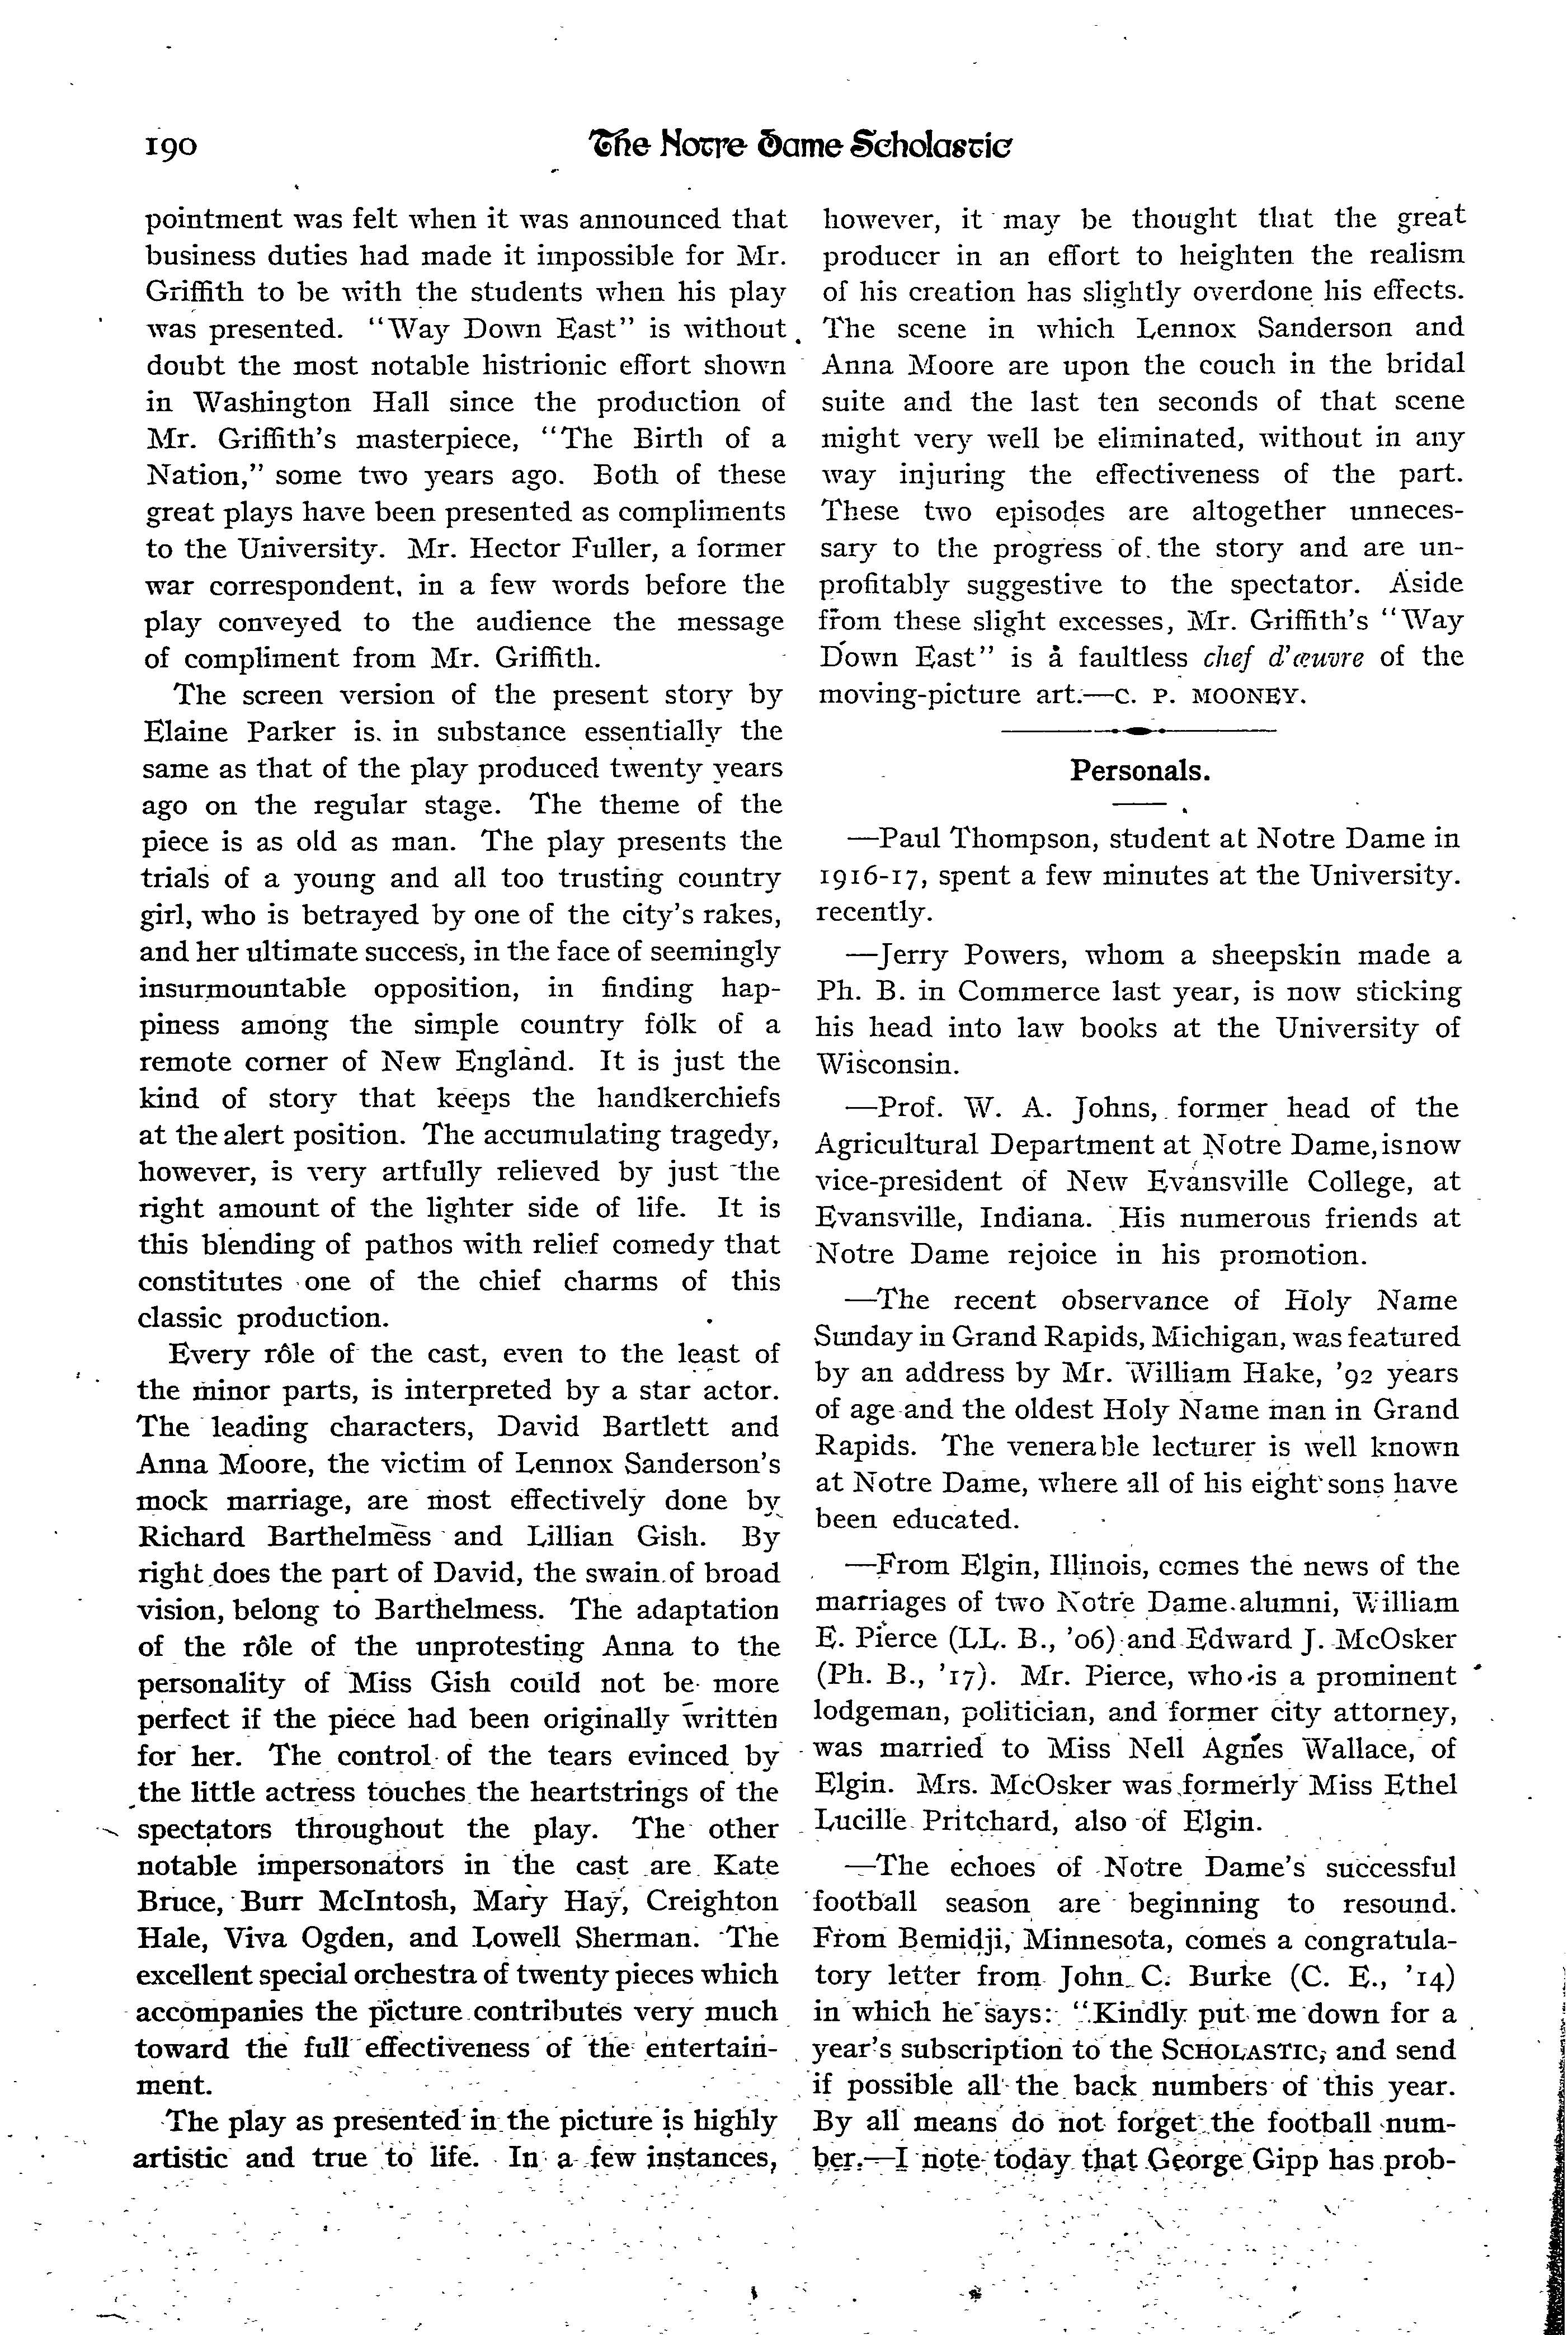 190
The Notre Dame Scholastic
pointment was felt when it was announced that
business duties had made it impossible for Mr.
Griffith to be with the students when his play
was presented. "Way Down East" is without
doubt the most notable histrionic effort shown
in Washington Hall since the production of
Mr. Griffith's masterpiece, "The Birth of a
Nation," some two years ago. Both of these
great plays have been presented as compliments
to the University. Mr. Hector Fuller, a former
war correspondent, in a few words before the
play conveyed to the audience the message
of compliment from Mr. Griffith.
The screen version of the present story by
Elaine Parker is in substance essentially the
same as that of the play produced twenty years
ago on the regular stage. The theme of the
piece is as old as man. The play presents the
trials of a young and all too trusting country
girl, who is betrayed by one of the city's rakes,
and her ultimate success, in the face of seemingly
insurmountable opposition, in finding hap-
piness among the simple country folk of a
remote corner of New England. It is just the
kind of story that keeps the handkerchiefs
at the alert position. The accumulating tragedy,
however, is very artfully relieved by just the
right amount of the lighter side of life. It is
this blending of pathos with relief comedy that
constitutes one of the chief charms of this
classic production.
Every rôle of the cast, even to the least of
the minor parts, is interpreted by a star actor.
The leading characters, David Bartlett and
Anna Moore, the victim of Lennox Sanderson's
mock marriage, are most effectively done by
Richard Barthelmess and Lillian Gish. By
right does the part of David, the swain of broad
vision, belong to Barthelmess. The adaptation
of the rôle of the unprotesting Anna to the
personality of Miss Gish could not be more
perfect if the piece had been originally written
for her. The control of the tears evinced by
the little actress touches the heartstrings of the
spectators throughout the play. The other
notable impersonators in the cast are Kate
Bruce, Burr McIntosh, Mary Hay, Creighton
Hale, Viva Ogden, and Lowell Sherman. The
excellent special orchestra of twenty pieces which
accompanies the picture contributes very much
toward the full effectiveness of the entertain-
ment.
The play as presented in the picture is highly
artistic and true to life. In a few instances,
however, it may be thought that the great
producer in an effort to heighten the realism
of his creation has slightly overdone his effects.
The scene in which Lennox Sanderson and
Anna Moore are upon the couch in the bridal
suite and the last ten seconds of that scene
might very well be eliminated, without in any
way injuring the effectiveness of the part.
These two episodes are altogether unneces-
sary to the progress of the story and are un-
profitably suggestive to the spectator. Aside
from these slight excesses, Mr. Griffith's "Way
Down East" is a faultless chef d'œuvre of the
moving-picture art.—C. P. MOONEY.
Personals.
—Paul Thompson, student at Notre Dame in
1916-17, spent a few minutes at the University.
recently.
—Jerry Powers, whom a sheepskin made a
Ph. B. in Commerce last year, is now sticking
his head into law books at the University of
Wisconsin.
—Prof. W. A. Johns, former head of the
Agricultural Department at Notre Dame, is now
vice-president of New Evansville College, at
Evansville, Indiana. His numerous friends at
Notre Dame rejoice in his promotion.
—The recent observance of Holy Name
Sunday in Grand Rapids, Michigan, was featured
by an address by Mr. William Hake, '92 years
of age and the oldest Holy Name man in Grand
Rapids. The venerable lecturer is well known
at Notre Dame, where all of his eight sons have
been educated.
—From Elgin, Illinois, comes the news of the
marriages of two Notre Dame alumni, William
E. Pierce (LL. B., '06) and Edward J. McOsker
(Ph. B., '17). Mr. Pierce, who is a prominent
lodgeman, politician, and former city attorney,
was married to Miss Nell Agnes Wallace, of
Elgin. Mrs. McOsker was formerly Miss Ethel
Lucille Pritchard, also of Elgin.
—The echoes of Notre Dame's successful
football season are beginning to resound.
From Bemidji, Minnesota, comes a congratula-
tory letter from John C. Burke (C. E., '14)
in which he says: "Kindly put me down for a
year's subscription to the SCHOLASTIC, and send
if possible all the back numbers of this year.
By all means do not forget the football num-
ber.—I note today that George Gipp has prob-